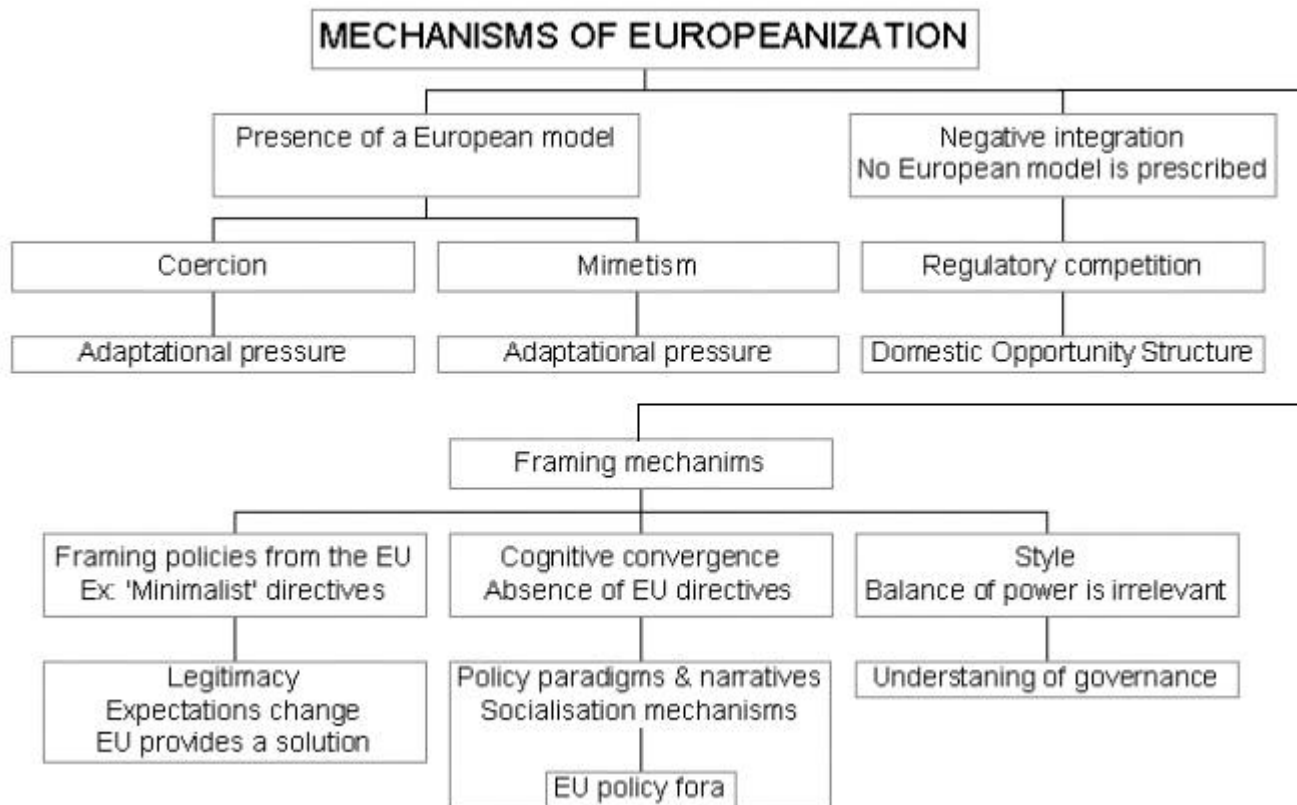 MECHANISMS OF EUROPEANIZATION
Presence of a European model
Negative integration
No European model is prescribed
Coercion
Mimetism
Regulatory competition
Adaptational pressure
Adaptational pressure
Domestic Opportunity Structure
Framing mechanims
Framing policies from the EU
Ex: 'Minimalist' directives
Cognitive convergence
Absence of EU directives
Style
Balance of power is irrelevant
Legitimacy
Expectations change
EU provides a solution
Policy paradigms & narratives
Socialisation mechanisms
EU policy fora
Understaning of governance